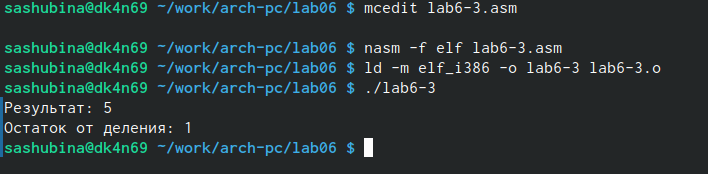 sashubina@dk4n69 ~/work/arch-pc/lab06 $ mcedit lab6-3.asm
sashubina@dk4n69 ~/work/arch-pc/lab06 $ nasm -f elf lab6-3.asm
sashubina@dk4n69 ~/work/arch-pc/lab06 $ ld -m elf_i386 -o lab6-3 lab6-3.o
sashubina@dk4n69 ~/work/arch-pc/lab06 $ ./lab6-3
Результат: 5
Остаток от деления: 1
sashubina@dk4n69 ~/work/arch-pc/lab06 $